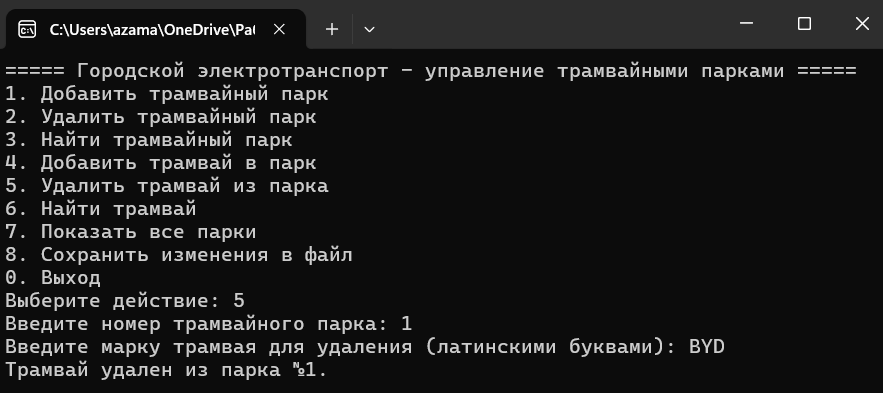 C:\Users\azama\OneDrive\Ра
===== Городской электротранспорт - управление трамвайными парками =====
1. Добавить трамвайный парк
2. Удалить трамвайный парк
3. Найти трамвайный парк
4. Добавить трамвай в парк
5. Удалить трамвай из парка
6. Найти трамвай
7. Показать все парки
8. Сохранить изменения в файл
0. Выход
Выберите действие: 5
Введите номер трамвайного парка: 1
Введите марку трамвая для удаления (латинскими буквами): BYD
Трамвай удален из парка №1.